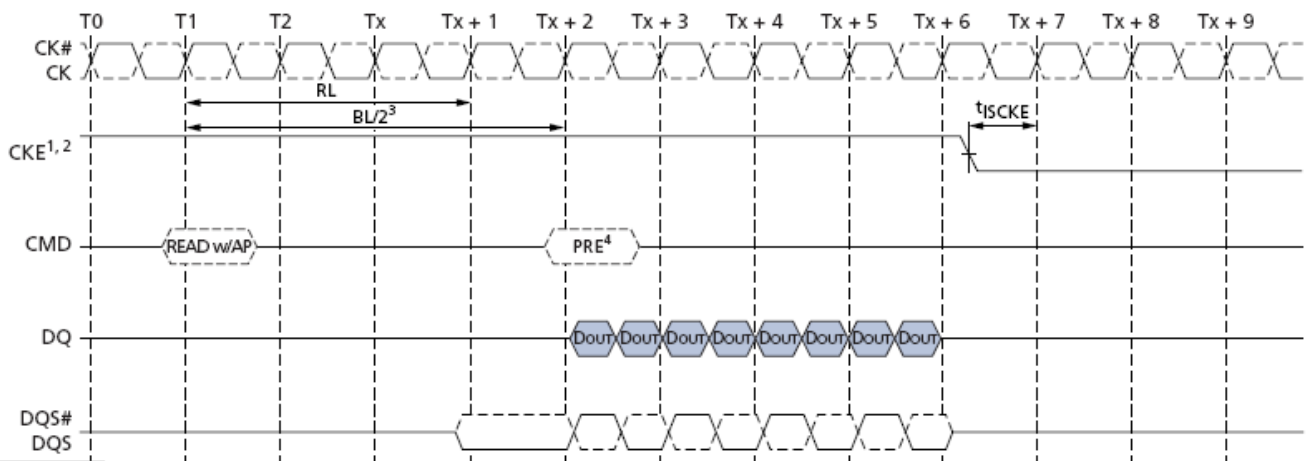 T0 T1 T2 Tx Tx + 1 Tx + 2 Tx + 3 Tx + 4 Tx + 5 Tx + 6 Tx + 7 Tx + 8 Tx + 9
CK#
CK
RL
BL/2³
tISCKE
CKE¹, ²
CMD READ w/AP PRE⁴
DQ DOUT DOUT DOUT DOUT DOUT DOUT DOUT DOUT
DQS#
DQS